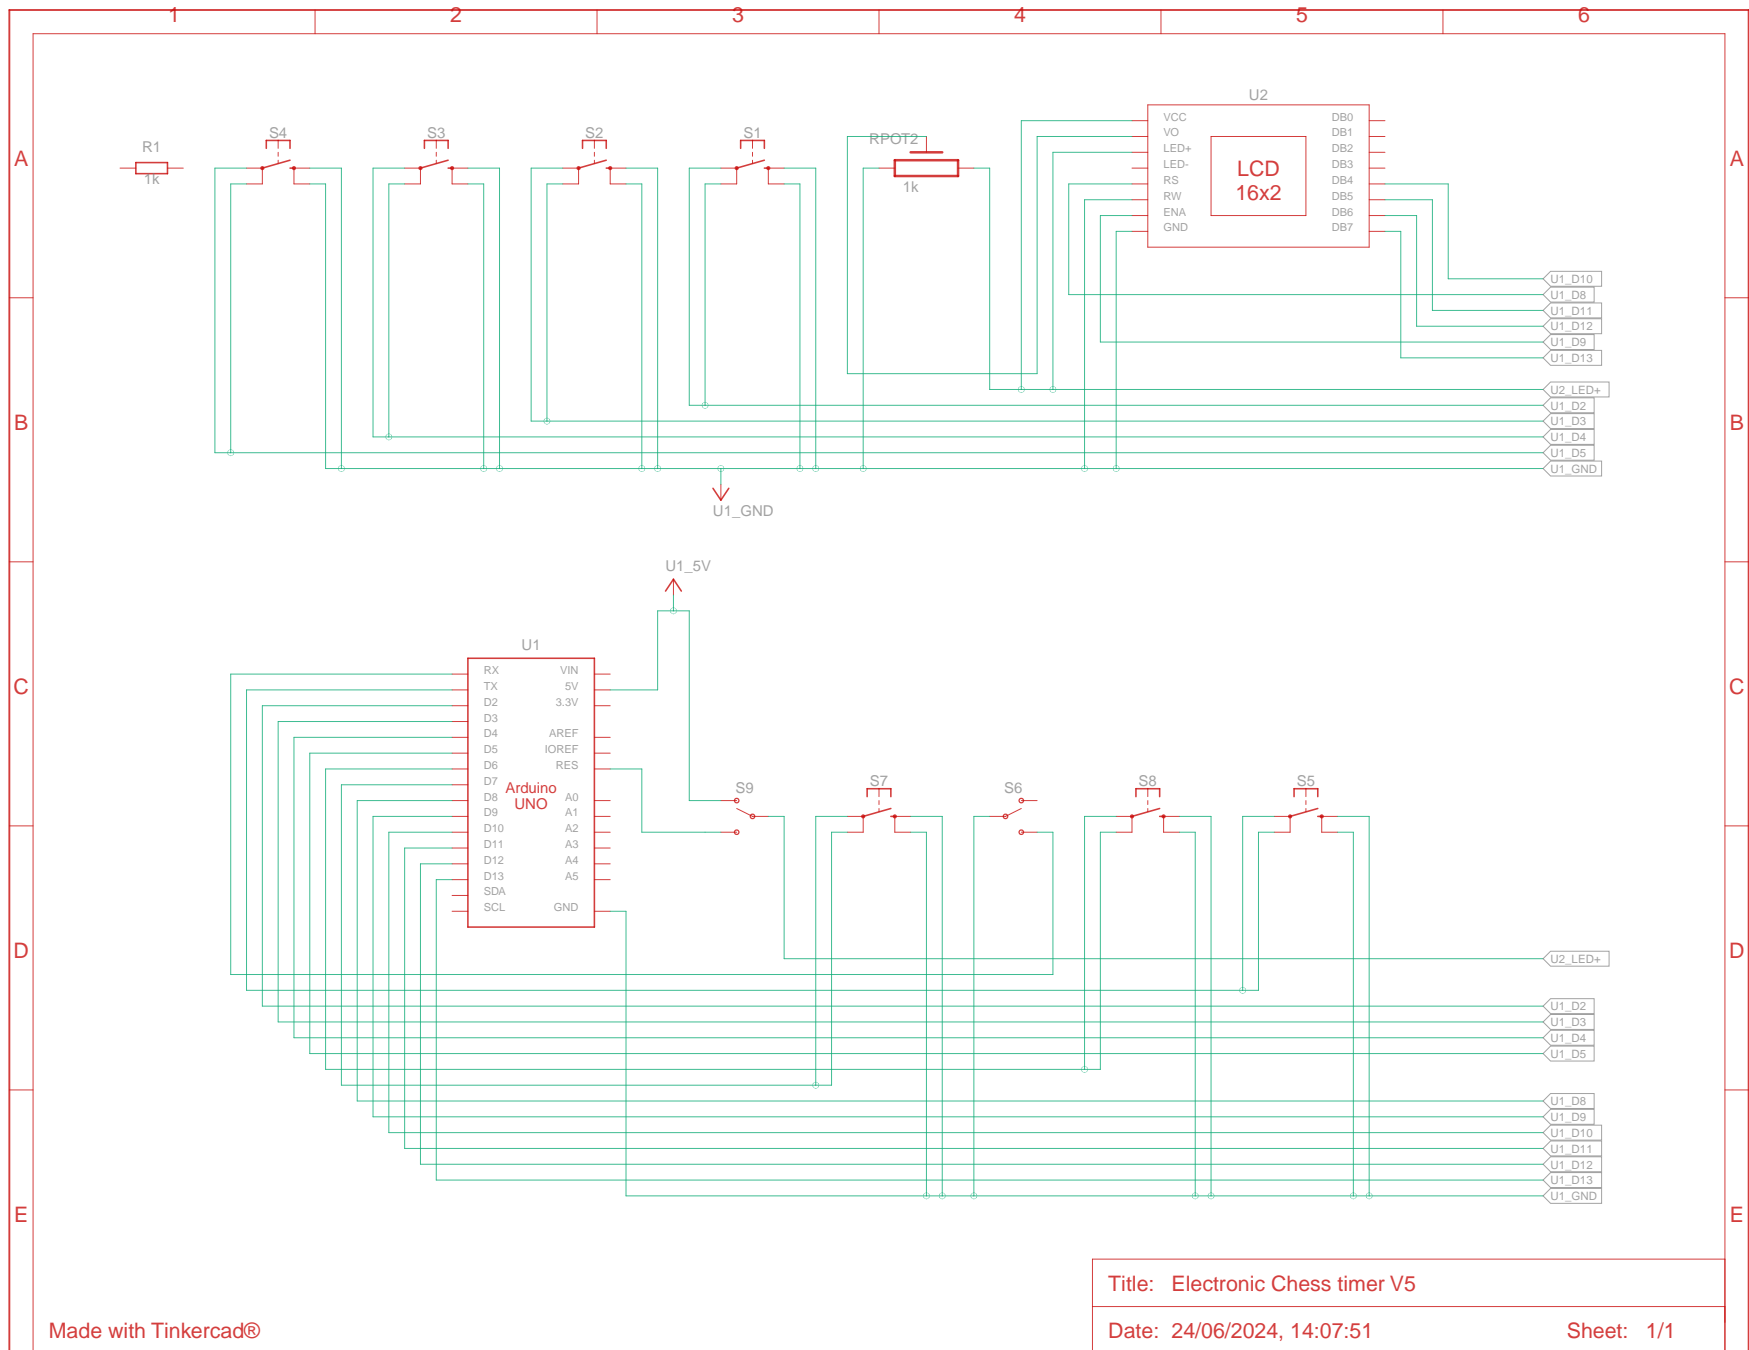 1 2 3 4 5 6
A A
B B
C C
D D
E E
R1
1k
S4
S3
S2
S1
RPOT2
1k
U2
VCC DB0
VO DB1
LED+ DB2
LED- DB3
RS DB4
RW DB5
ENA DB6
GND DB7
LCD
16x2
U1_D10
U1_D8
U1_D11
U1_D12
U1_D9
U1_D13
U2_LED+
U1_D2
U1_D3
U1_D4
U1_D5
U1_GND
U1_GND
U1_5V
U1
RX VIN
TX 5V
D2 3.3V
D3
D4 AREF
D5 IOREF
D6 RES
D7
D8 A0
D9 A1
D10 A2
D11 A3
D12 A4
D13 A5
SDA
SCL GND
Arduino
UNO
S9
S7
S6
S8
S5
U2_LED+
U1_D2
U1_D3
U1_D4
U1_D5
U1_D8
U1_D9
U1_D10
U1_D11
U1_D12
U1_D13
U1_GND
Title: Electronic Chess timer V5
Made with Tinkercad®
Date: 24/06/2024, 14:07:51 Sheet: 1/1